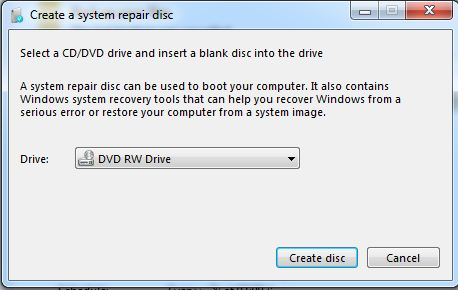 Create a system repair disc
Select a CD/DVD drive and insert a blank disc into the drive
A system repair disc can be used to boot your computer. It also contains
Windows system recovery tools that can help you recover Windows from a
serious error or restore your computer from a system image.
Drive:
DVD RW Drive
Create disc
Cancel